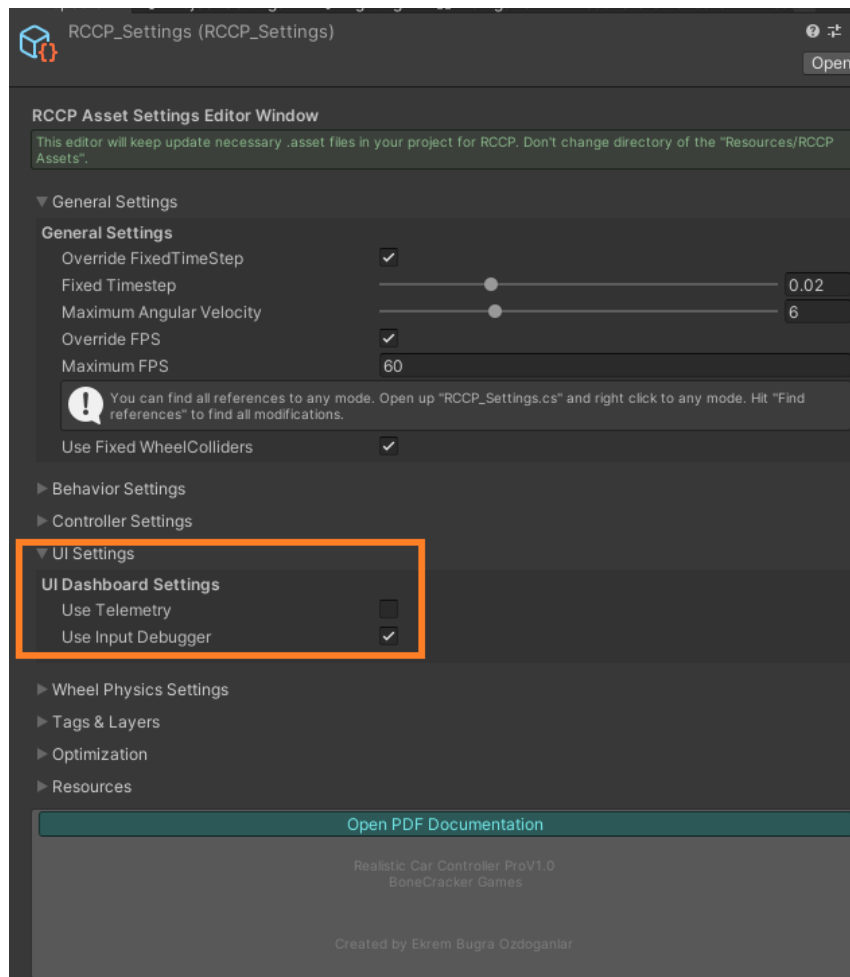 RCCP_Settings (RCCP_Settings)
Open
RCCP Asset Settings Editor Window
This editor will keep update necessary .asset files in your project for RCCP. Don't change directory of the "Resources/RCCP
Assets".
General Settings
General Settings
Override FixedTimeStep
Fixed Timestep 0.02
Maximum Angular Velocity 6
Override FPS
Maximum FPS 60
You can find all references to any mode. Open up "RCCP_Settings.cs" and right click to any mode. Hit "Find
references" to find all modifications.
Use Fixed WheelColliders
Behavior Settings
Controller Settings
UI Settings
UI Dashboard Settings
Use Telemetry
Use Input Debugger
Wheel Physics Settings
Tags & Layers
Optimization
Resources
Open PDF Documentation
Realistic Car Controller ProV1.0
BoneCracker Games
Created by Ekrem Bugra Ozdoganlar